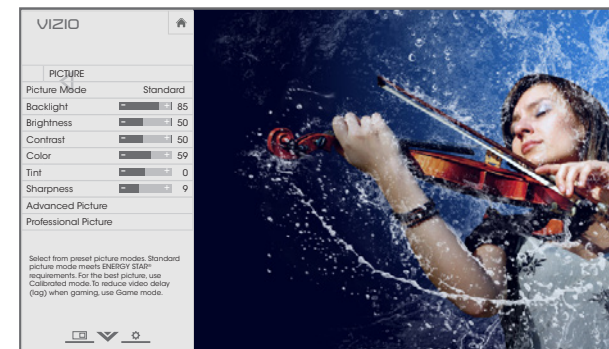 VIZIO
PICTURE
Picture Mode Standard
Backlight 85
Brightness 50
Contrast 50
Color 59
Tint 0
Sharpness 9
Advanced Picture
Professional Picture
Select from preset picture modes. Standard
picture mode meets ENERGY STAR®
requirements. For the best picture, use
Calibrated mode. To reduce video delay
(lag) when gaming, use Game mode.